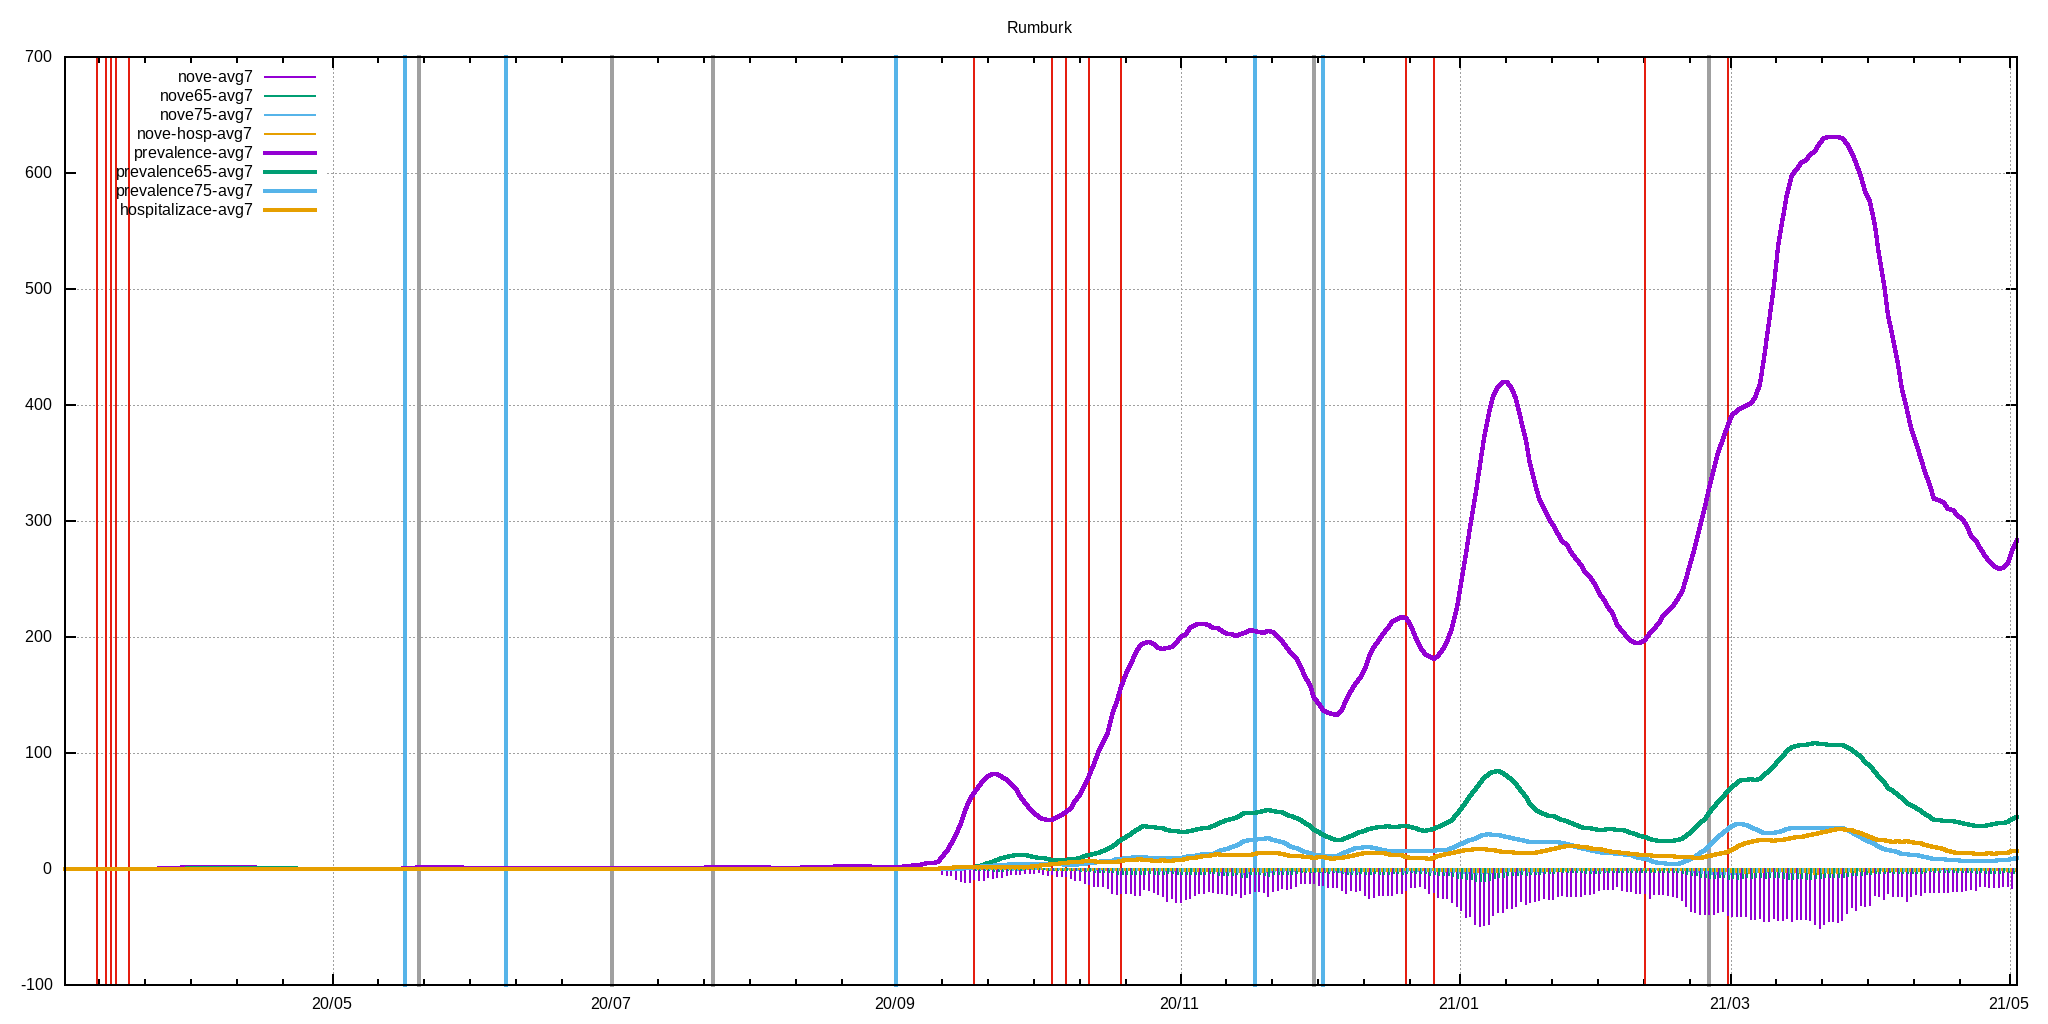 Rumburk
700
600
500
400
300
200
100
0
-100
nove-avg7
nove65-avg7
nove75-avg7
nove-hosp-avg7
prevalence-avg7
prevalence65-avg7
prevalence75-avg7
hospitalizace-avg7
20/05 20/07 20/09 20/11 21/01 21/03 21/05